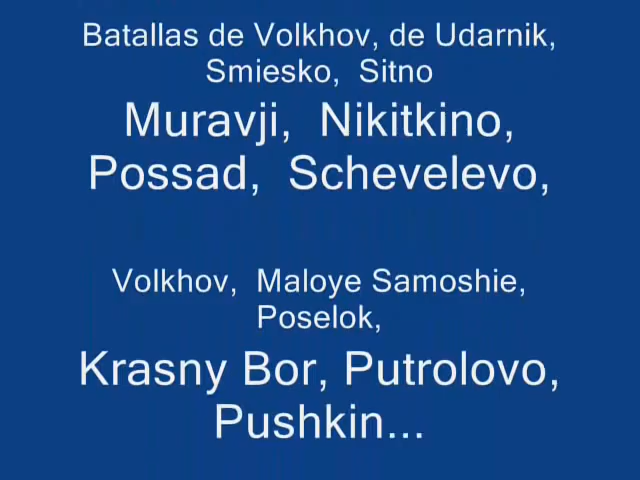 Batallas de Volkhov, de Udarnik,
Smiesko,  Sitno
Muravji,  Nikitkino,
Possad,  Schevelevo,
Volkhov,  Maloye Samoshie,
Poselok,
Krasny Bor, Putrolovo,
Pushkin...